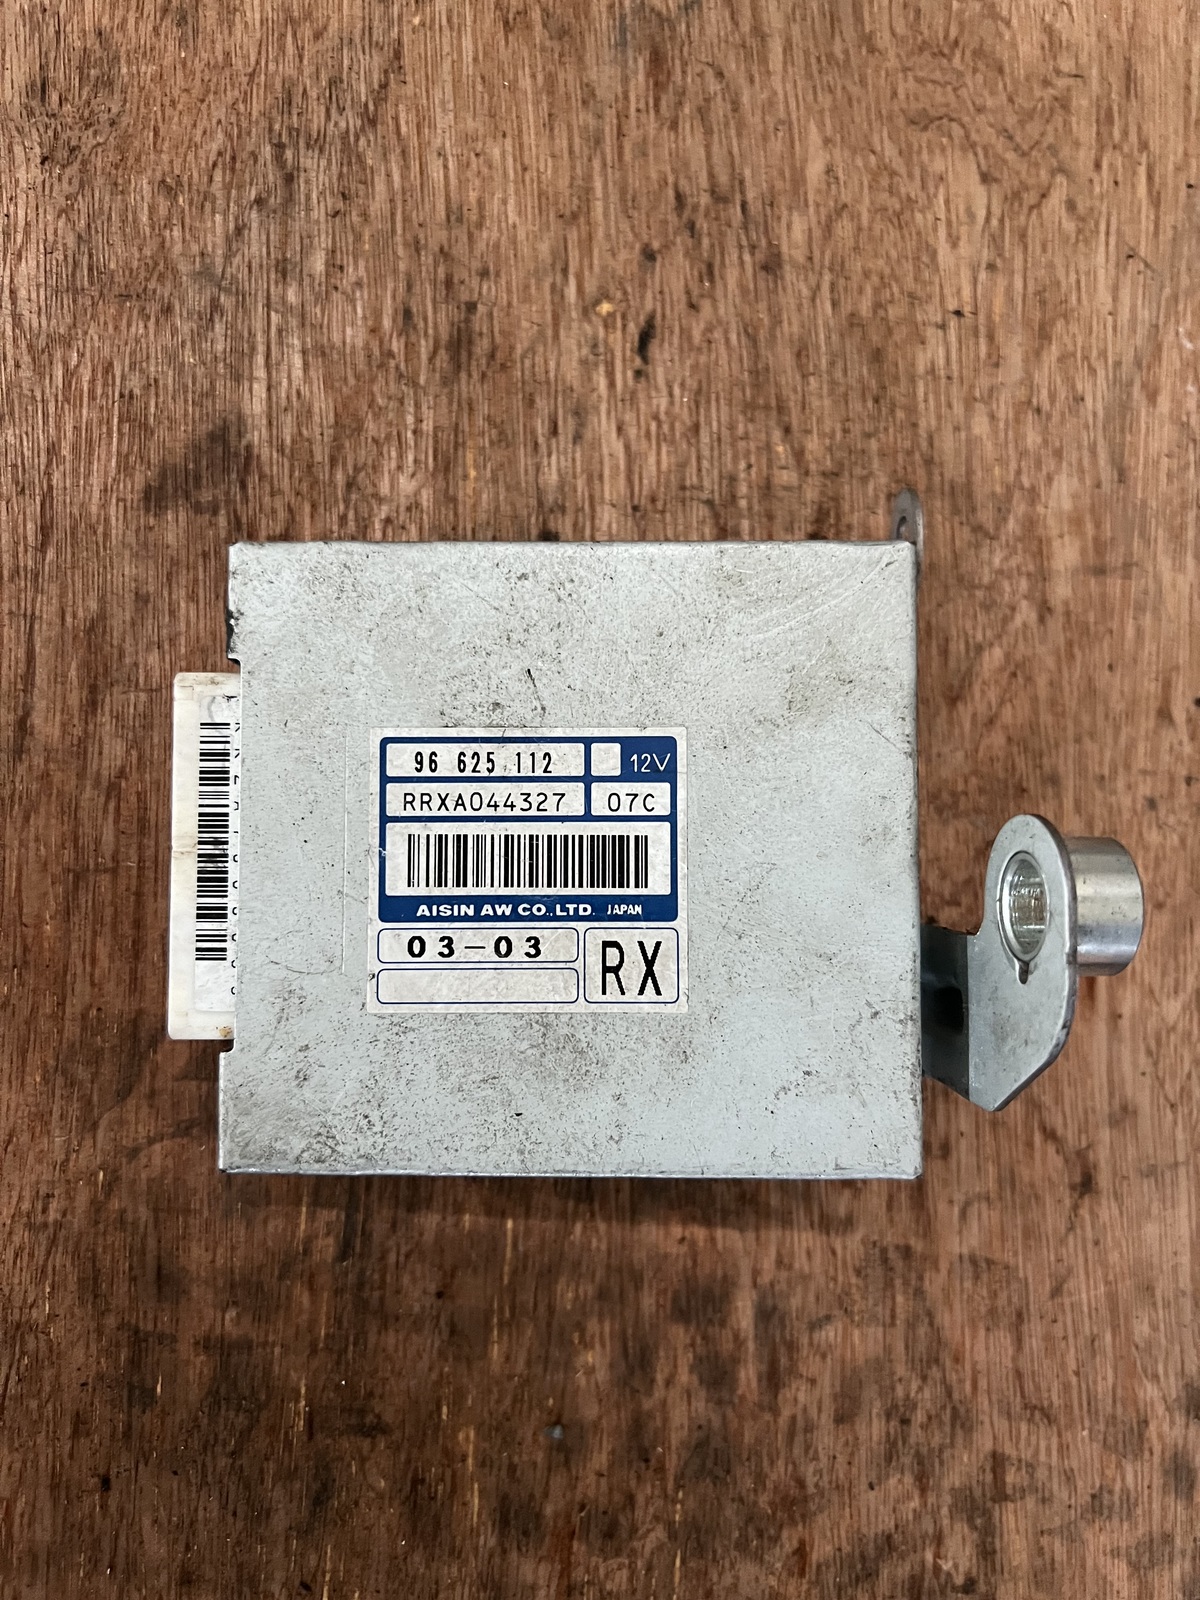 96 625 112
12V
RRXA044327
07C
AISIN AW CO.,LTD. JAPAN
03-03
RX